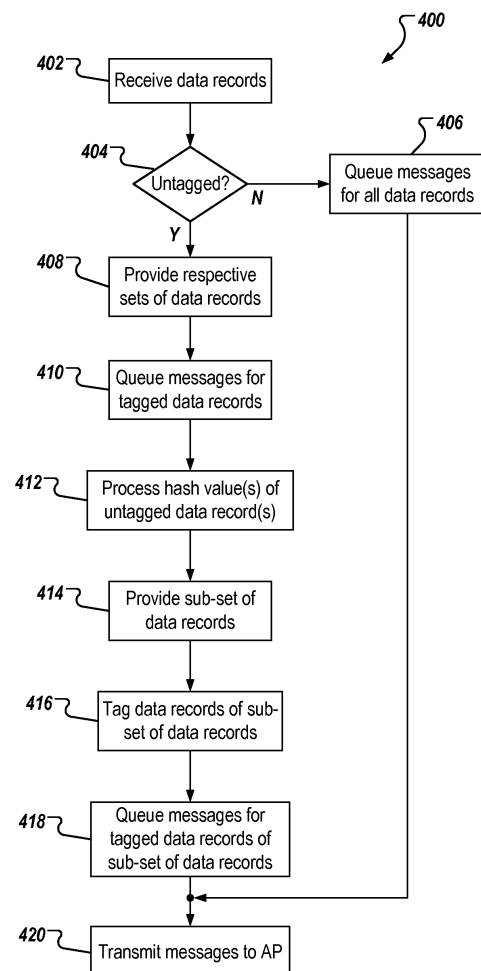 400
402
Receive data records
404
Untagged?
N
Y
406
Queue messages
for all data records
408
Provide respective
sets of data records
410
Queue messages for
tagged data records
412
Process hash value(s) of
untagged data record(s)
414
Provide sub-set of
data records
416
Tag data records of sub-
set of data records
418
Queue messages for
tagged data records of
sub-set of data records
420
Transmit messages to AP